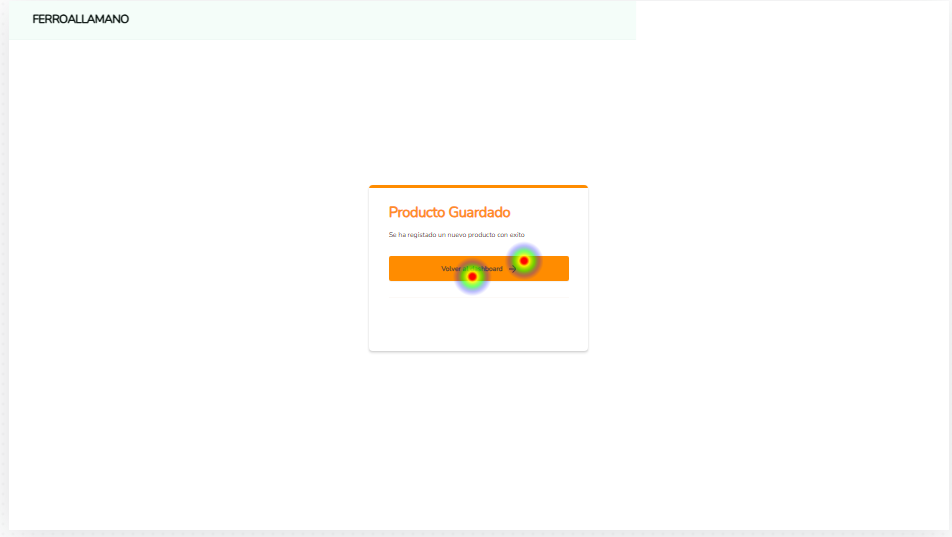 FERROALLAMANO
Producto Guardado
Se ha registado un nuevo producto con exito
Volver